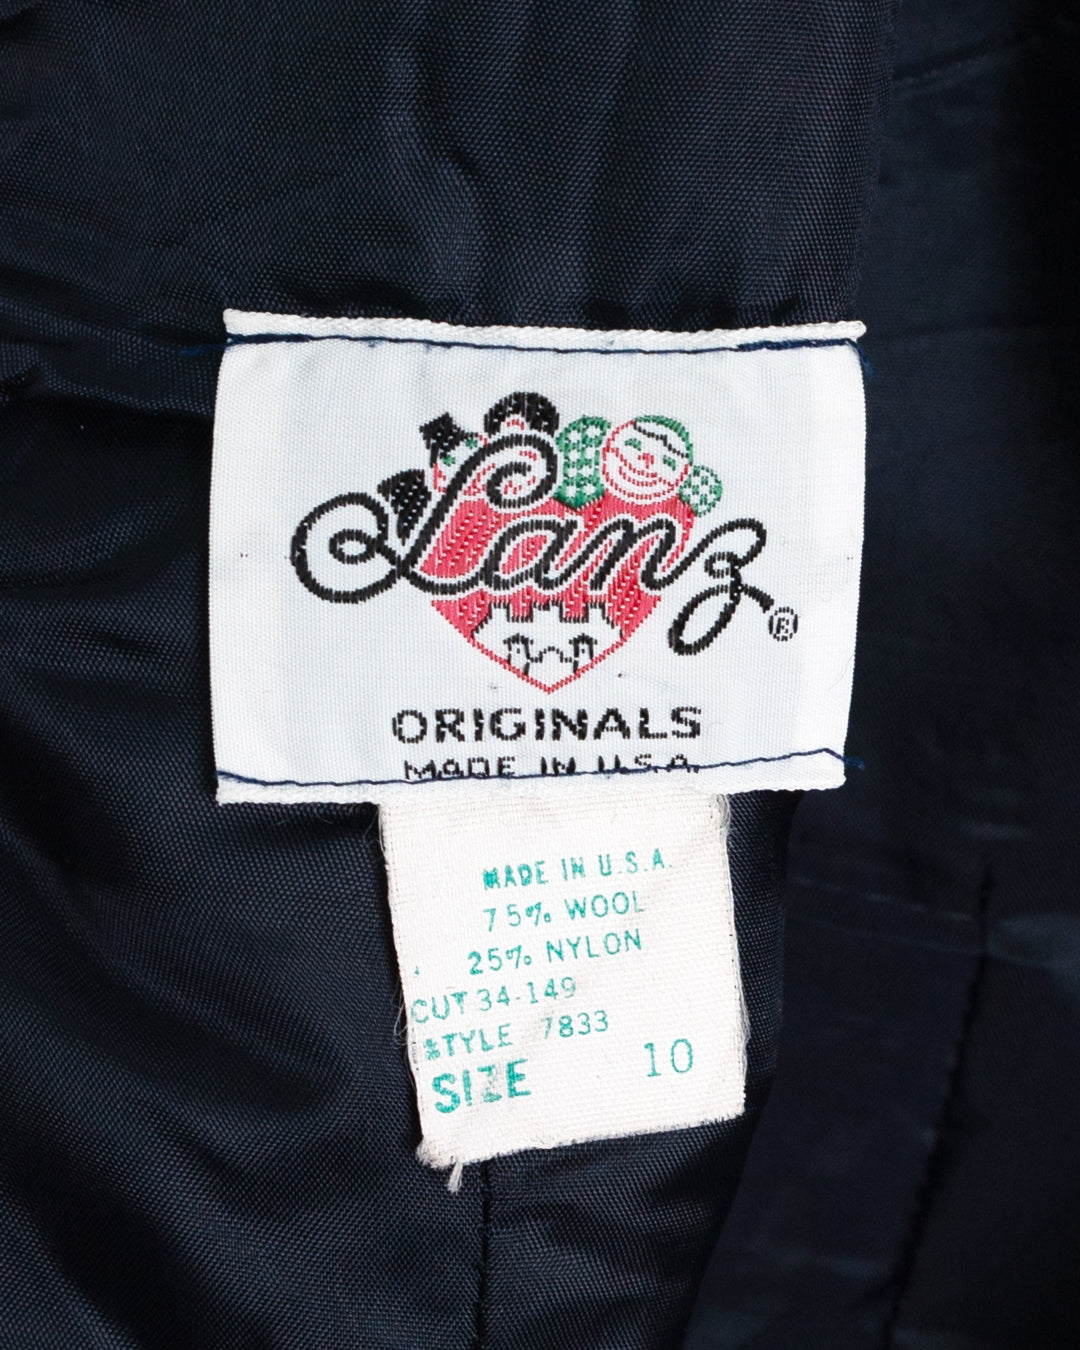 Lanz ®
ORIGINALS
MADE IN U.S.A.
MADE IN U.S.A.
75% WOOL
25% NYLON
CUT 34-149
STYLE 7833
SIZE 10